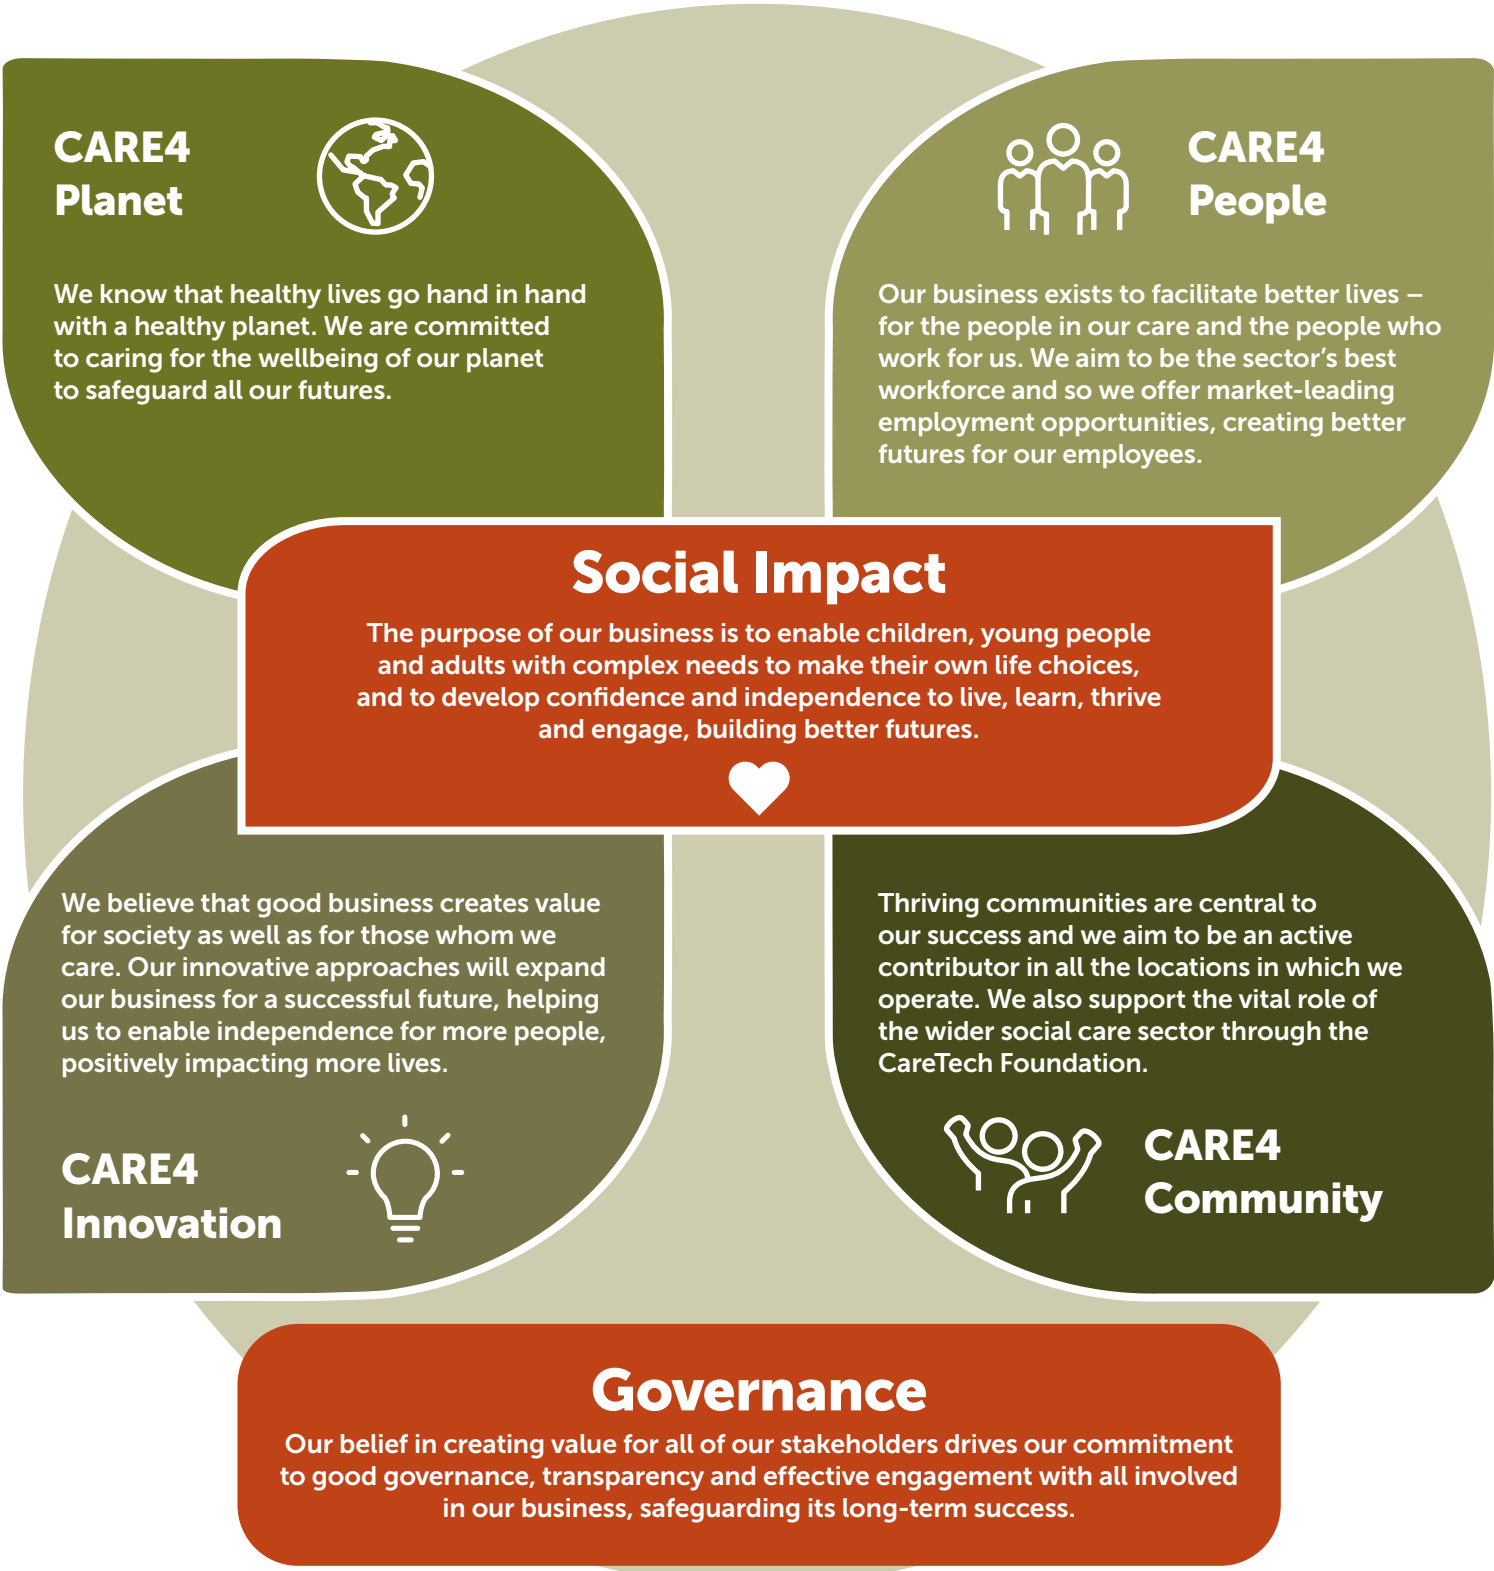 CARE4
Planet
We know that healthy lives go hand in hand
with a healthy planet. We are committed
to caring for the wellbeing of our planet
to safeguard all our futures.
CARE4
People
Our business exists to facilitate better lives –
for the people in our care and the people who
work for us. We aim to be the sector’s best
workforce and so we offer market-leading
employment opportunities, creating better
futures for our employees.
Social Impact
The purpose of our business is to enable children, young people
and adults with complex needs to make their own life choices,
and to develop confidence and independence to live, learn, thrive
and engage, building better futures.
We believe that good business creates value
for society as well as for those whom we
care. Our innovative approaches will expand
our business for a successful future, helping
us to enable independence for more people,
positively impacting more lives.
CARE4
Innovation
Thriving communities are central to
our success and we aim to be an active
contributor in all the locations in which we
operate. We also support the vital role of
the wider social care sector through the
CareTech Foundation.
CARE4
Community
Governance
Our belief in creating value for all of our stakeholders drives our commitment
to good governance, transparency and effective engagement with all involved
in our business, safeguarding its long-term success.